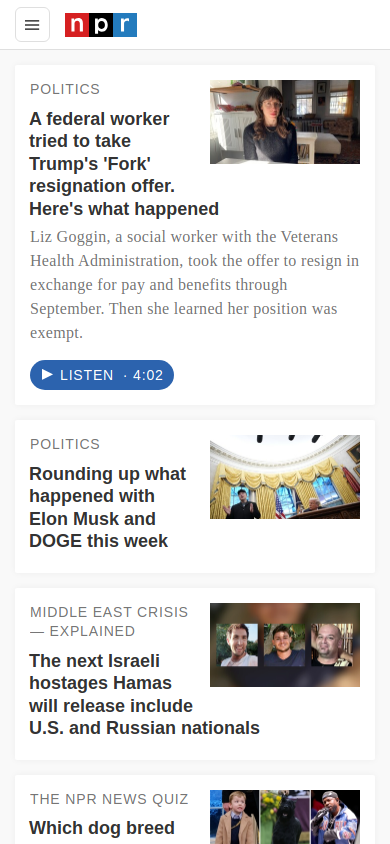 npr
POLITICS
A federal worker
tried to take
Trump's 'Fork'
resignation offer.
Here's what happened
Liz Goggin, a social worker with the Veterans
Health Administration, took the offer to resign in
exchange for pay and benefits through
September. Then she learned her position was
exempt.
LISTEN · 4:02
POLITICS
Rounding up what
happened with
Elon Musk and
DOGE this week
MIDDLE EAST CRISIS
— EXPLAINED
The next Israeli
hostages Hamas
will release include
U.S. and Russian nationals
THE NPR NEWS QUIZ
Which dog breed